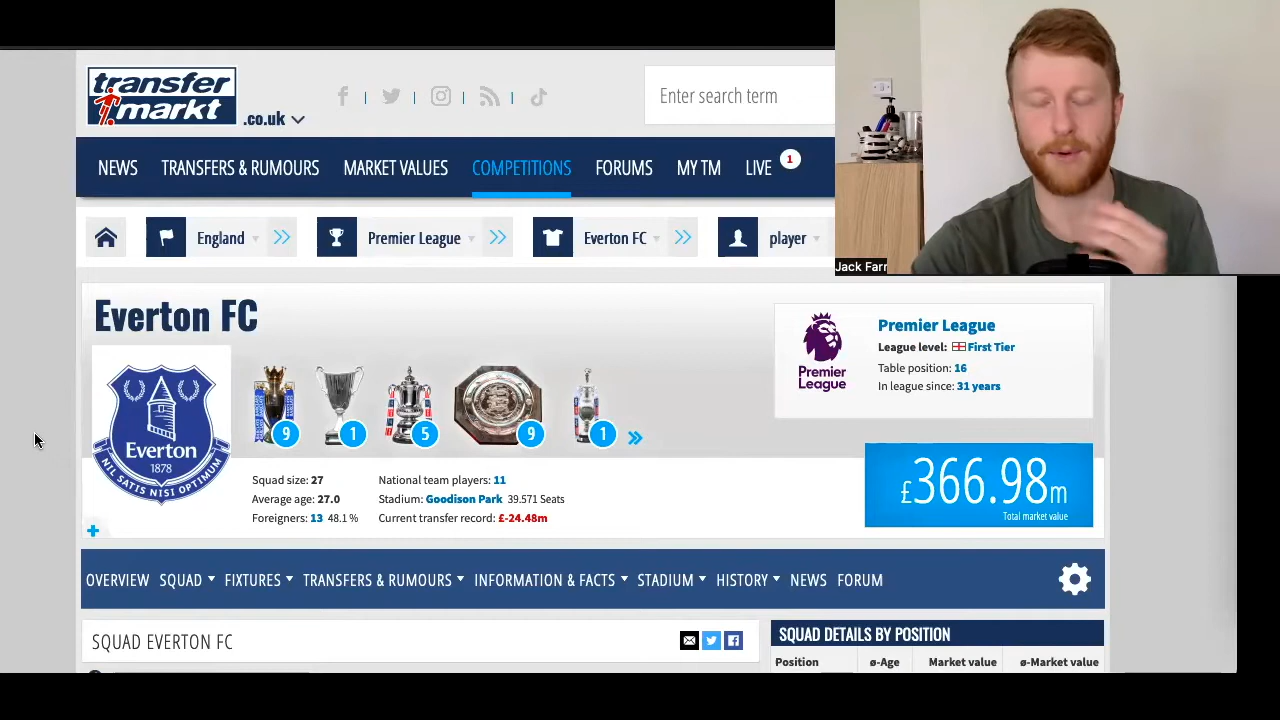 transfer
markt
.co.uk
Enter search term
NEWS TRANSFERS & RUMOURS MARKET VALUES COMPETITIONS FORUMS MY TM LIVE 1
England Premier League Everton FC player
Jack Farr
Everton FC
Everton
1878
NIL SATIS NISI OPTIMUM
9 1 5 9 1
Premier League
Premier League
League level: First Tier
Table position: 16
In league since: 31 years
Squad size: 27
Average age: 27.0
Foreigners: 13 48.1 %
National team players: 11
Stadium: Goodison Park 39.571 Seats
Current transfer record: £-24.48m
£366.98m
Total market value
OVERVIEW SQUAD FIXTURES TRANSFERS & RUMOURS INFORMATION & FACTS STADIUM HISTORY NEWS FORUM
SQUAD EVERTON FC
SQUAD DETAILS BY POSITION
Position ø-Age Market value ø-Market value